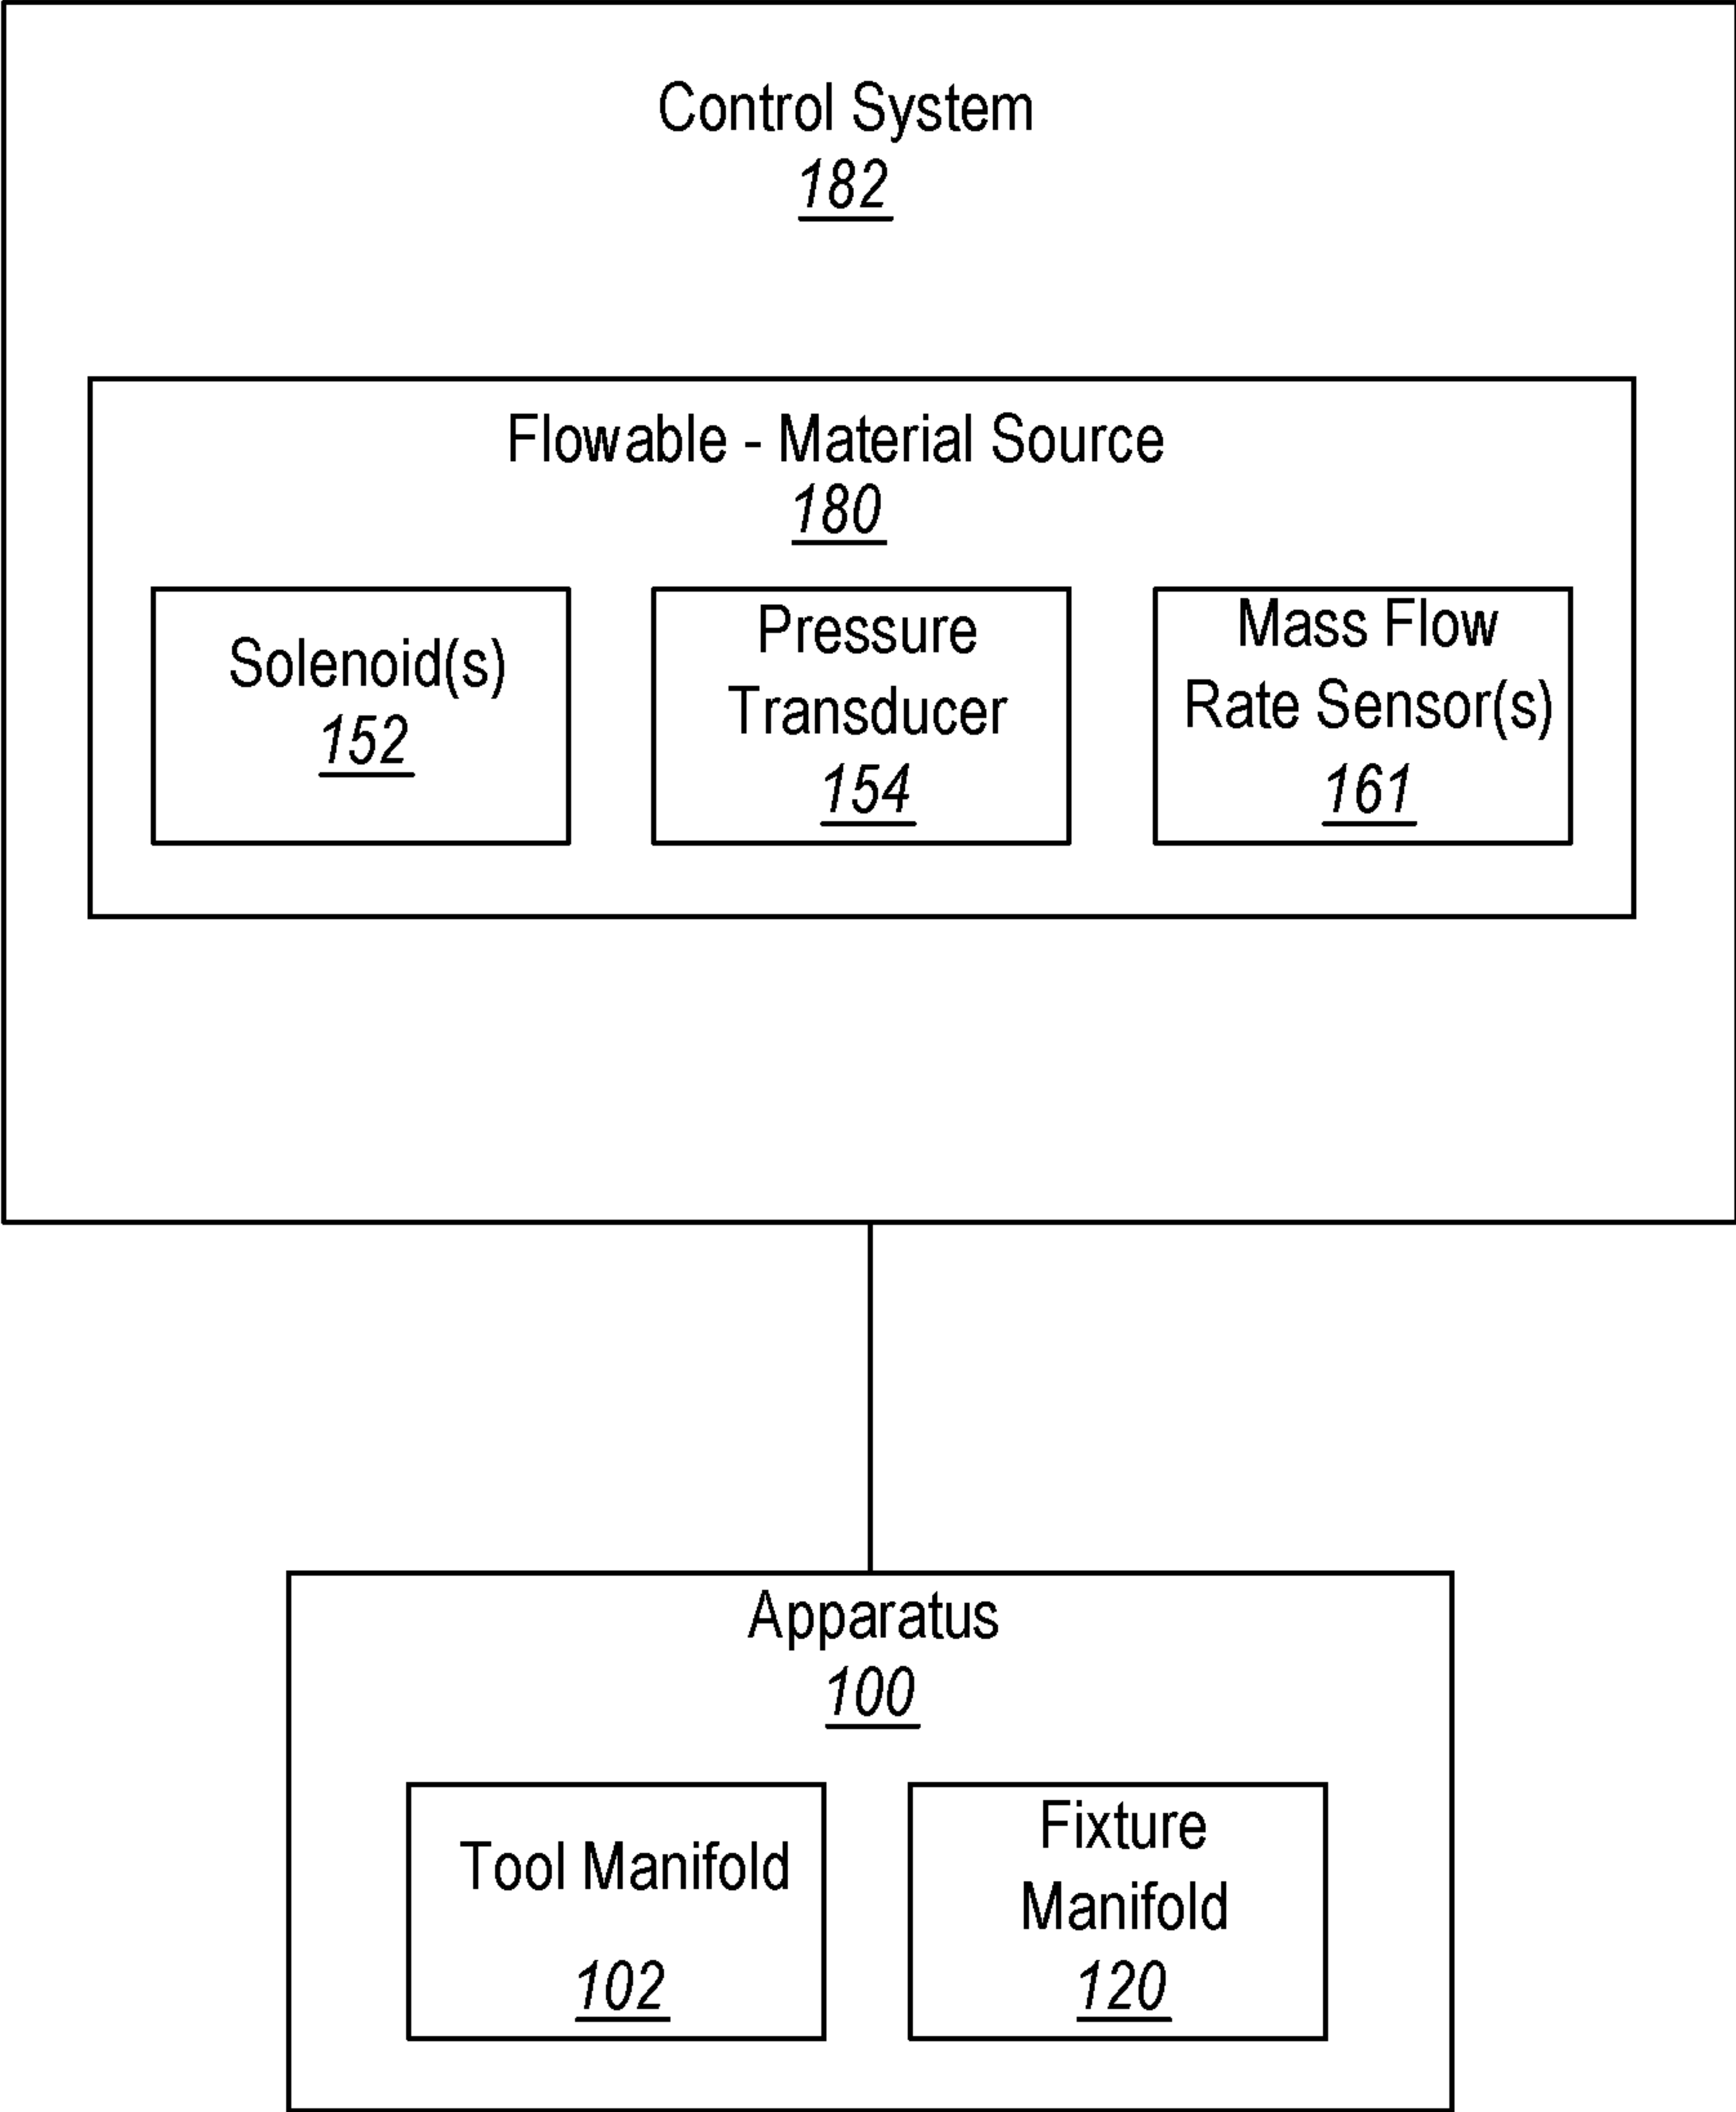 Control System
182
Flowable - Material Source
180
Solenoid(s)
152
Pressure
Transducer
154
Mass Flow
Rate Sensor(s)
161
Apparatus
100
Tool Manifold
102
Fixture
Manifold
120